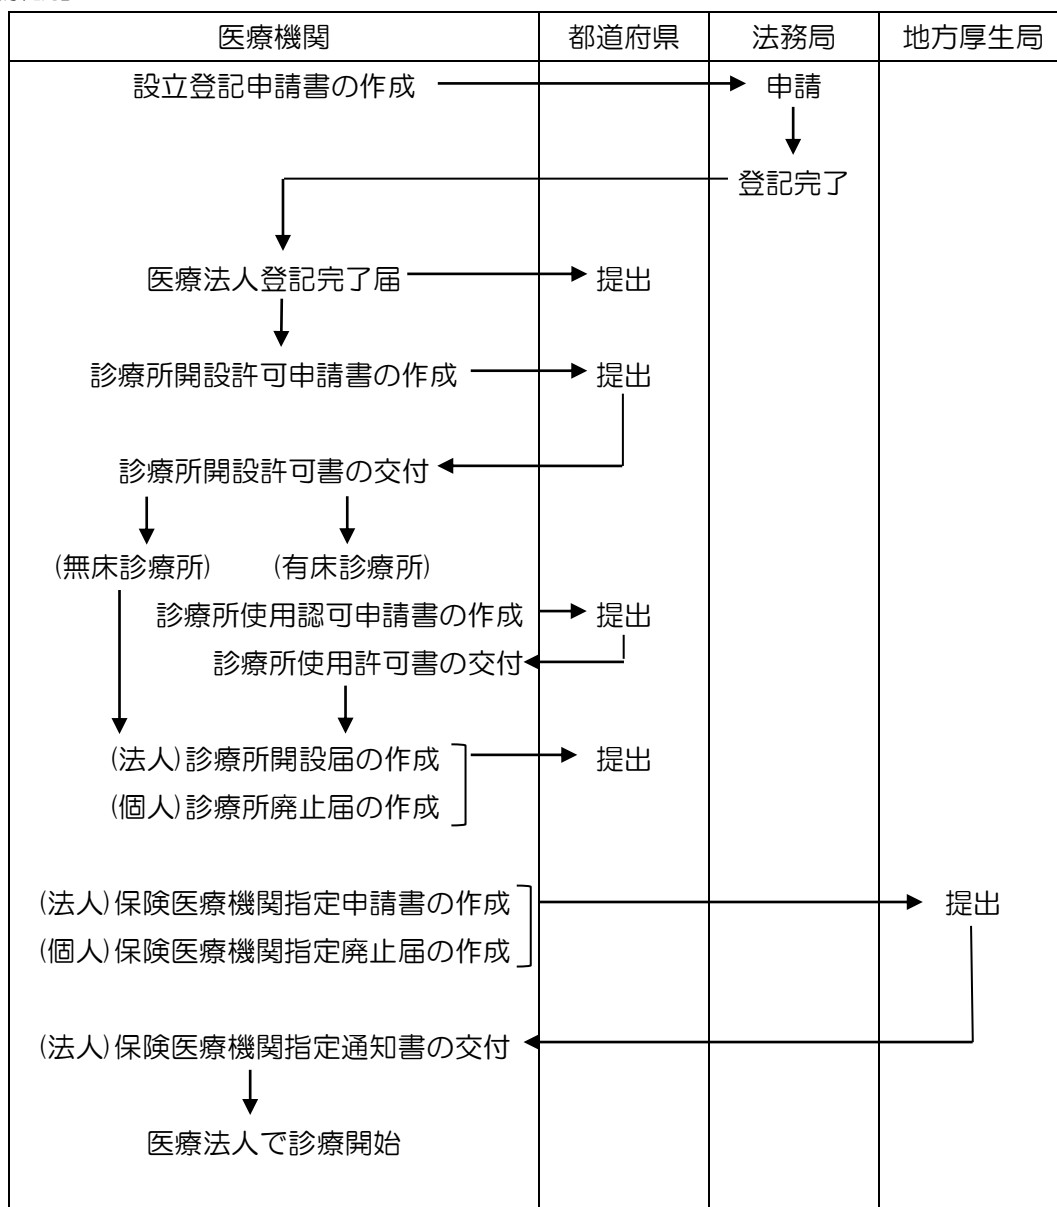 医療機関 都道府県 法務局 地方厚生局
設立登記申請書の作成 申請
登記完了
医療法人登記完了届 提出
診療所開設許可申請書の作成 提出
診療所開設許可書の交付
(無床診療所) (有床診療所)
診療所使用認可申請書の作成 提出
診療所使用許可書の交付
(法人)診療所開設届の作成 提出
(個人)診療所廃止届の作成
(法人)保険医療機関指定申請書の作成 提出
(個人)保険医療機関指定廃止届の作成
(法人)保険医療機関指定通知書の交付
医療法人で診療開始